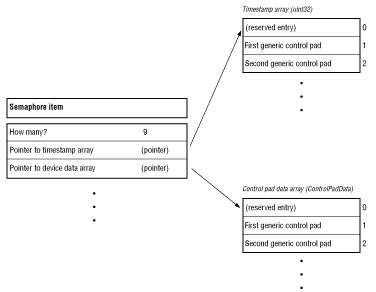 Timestamp array (uint32)
(reserved entry) 0
First generic control pad 1
Second generic control pad 2
Semaphore item
How many? 9
Pointer to timestamp array (pointer)
Pointer to device data array (pointer)
Control pad data array (ControlPadData)
(reserved entry) 0
First generic control pad 1
Second generic control pad 2